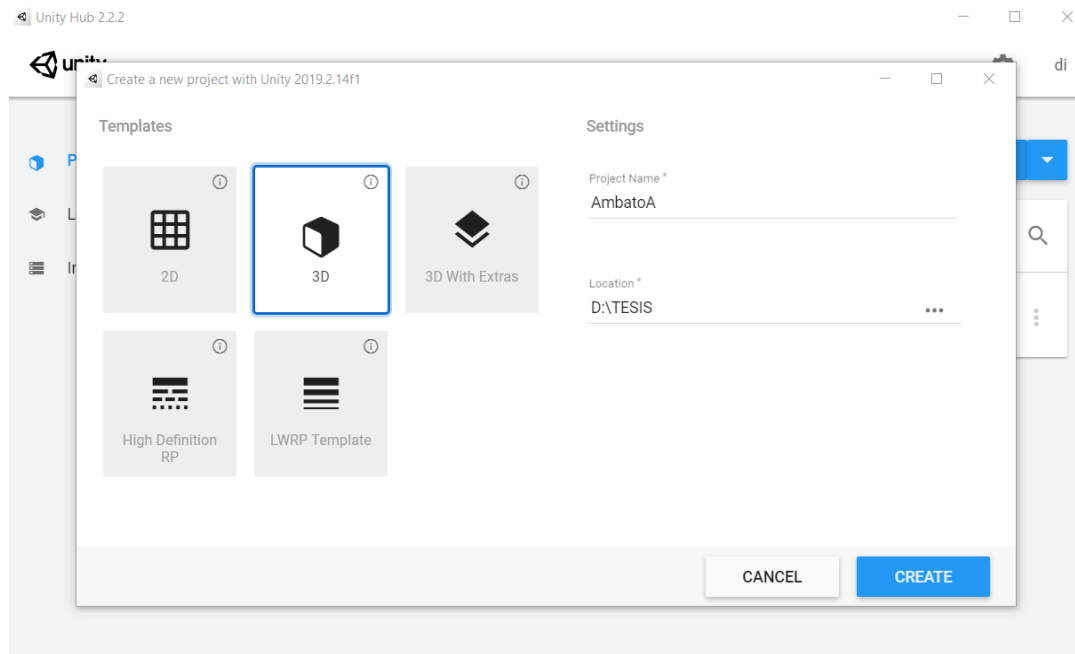 Unity Hub 2.2.2
di
Create a new project with Unity 2019.2.14f1
Templates
Settings
2D
3D
3D With Extras
High Definition
RP
LWRP Template
Project Name *
AmbatoA
Location *
D:\TESIS
CANCEL
CREATE